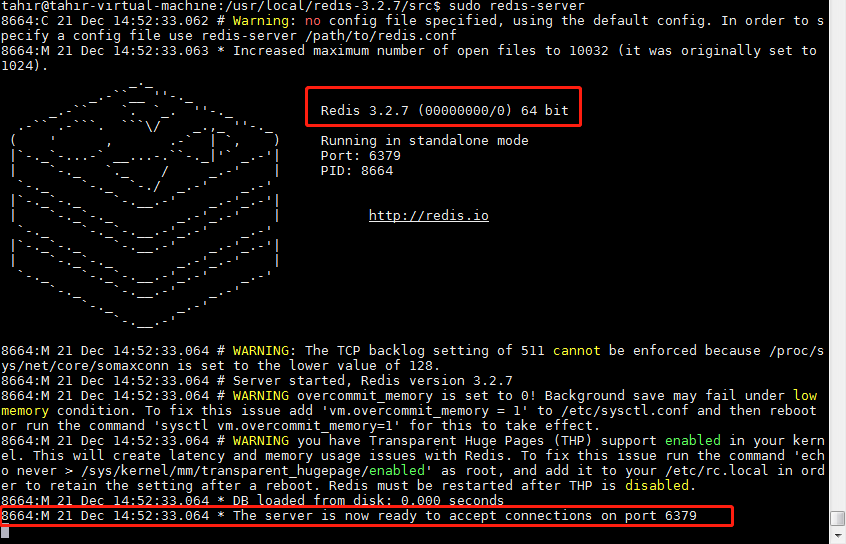 tahir@tahir-virtual-machine:/usr/local/redis-3.2.7/src$ sudo redis-server
8664:C 21 Dec 14:52:33.062 # Warning: no config file specified, using the default config. In order to s
pecify a config file use redis-server /path/to/redis.conf
8664:M 21 Dec 14:52:33.063 * Increased maximum number of open files to 10032 (it was originally set to
1024).
Redis 3.2.7 (00000000/0) 64 bit
Running in standalone mode
Port: 6379
PID: 8664
http://redis.io
8664:M 21 Dec 14:52:33.064 # WARNING: The TCP backlog setting of 511 cannot be enforced because /proc/s
ys/net/core/somaxconn is set to the lower value of 128.
8664:M 21 Dec 14:52:33.064 # Server started, Redis version 3.2.7
8664:M 21 Dec 14:52:33.064 # WARNING overcommit_memory is set to 0! Background save may fail under low
memory condition. To fix this issue add 'vm.overcommit_memory = 1' to /etc/sysctl.conf and then reboot
or run the command 'sysctl vm.overcommit_memory=1' for this to take effect.
8664:M 21 Dec 14:52:33.064 # WARNING you have Transparent Huge Pages (THP) support enabled in your kern
el. This will create latency and memory usage issues with Redis. To fix this issue run the command 'ech
o never > /sys/kernel/mm/transparent_hugepage/enabled' as root, and add it to your /etc/rc.local in ord
er to retain the setting after a reboot. Redis must be restarted after THP is disabled.
8664:M 21 Dec 14:52:33.064 * DB loaded from disk: 0.000 seconds
8664:M 21 Dec 14:52:33.064 * The server is now ready to accept connections on port 6379